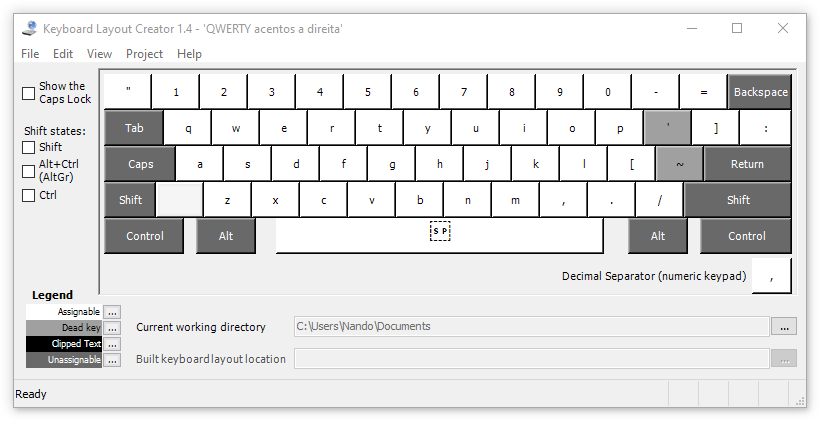 Keyboard Layout Creator 1.4 - 'QWERTY acentos a direita'
File Edit View Project Help
Show the
Caps Lock
" 1 2 3 4 5 6 7 8 9 0 - = Backspace
Tab q w e r t y u i o p ' ] :
Shift states:
Shift
Alt+Ctrl
(AltGr)
Ctrl
Caps a s d f g h j k l [ ~ Return
Shift z x c v b n m , . / Shift
Control Alt SP Alt Control
Decimal Separator (numeric keypad) ,
Legend
Assignable ...
Dead key ...
Clipped Text ...
Unassignable ...
Current working directory C:\Users\Nando\Documents ...
Built keyboard layout location ...
Ready